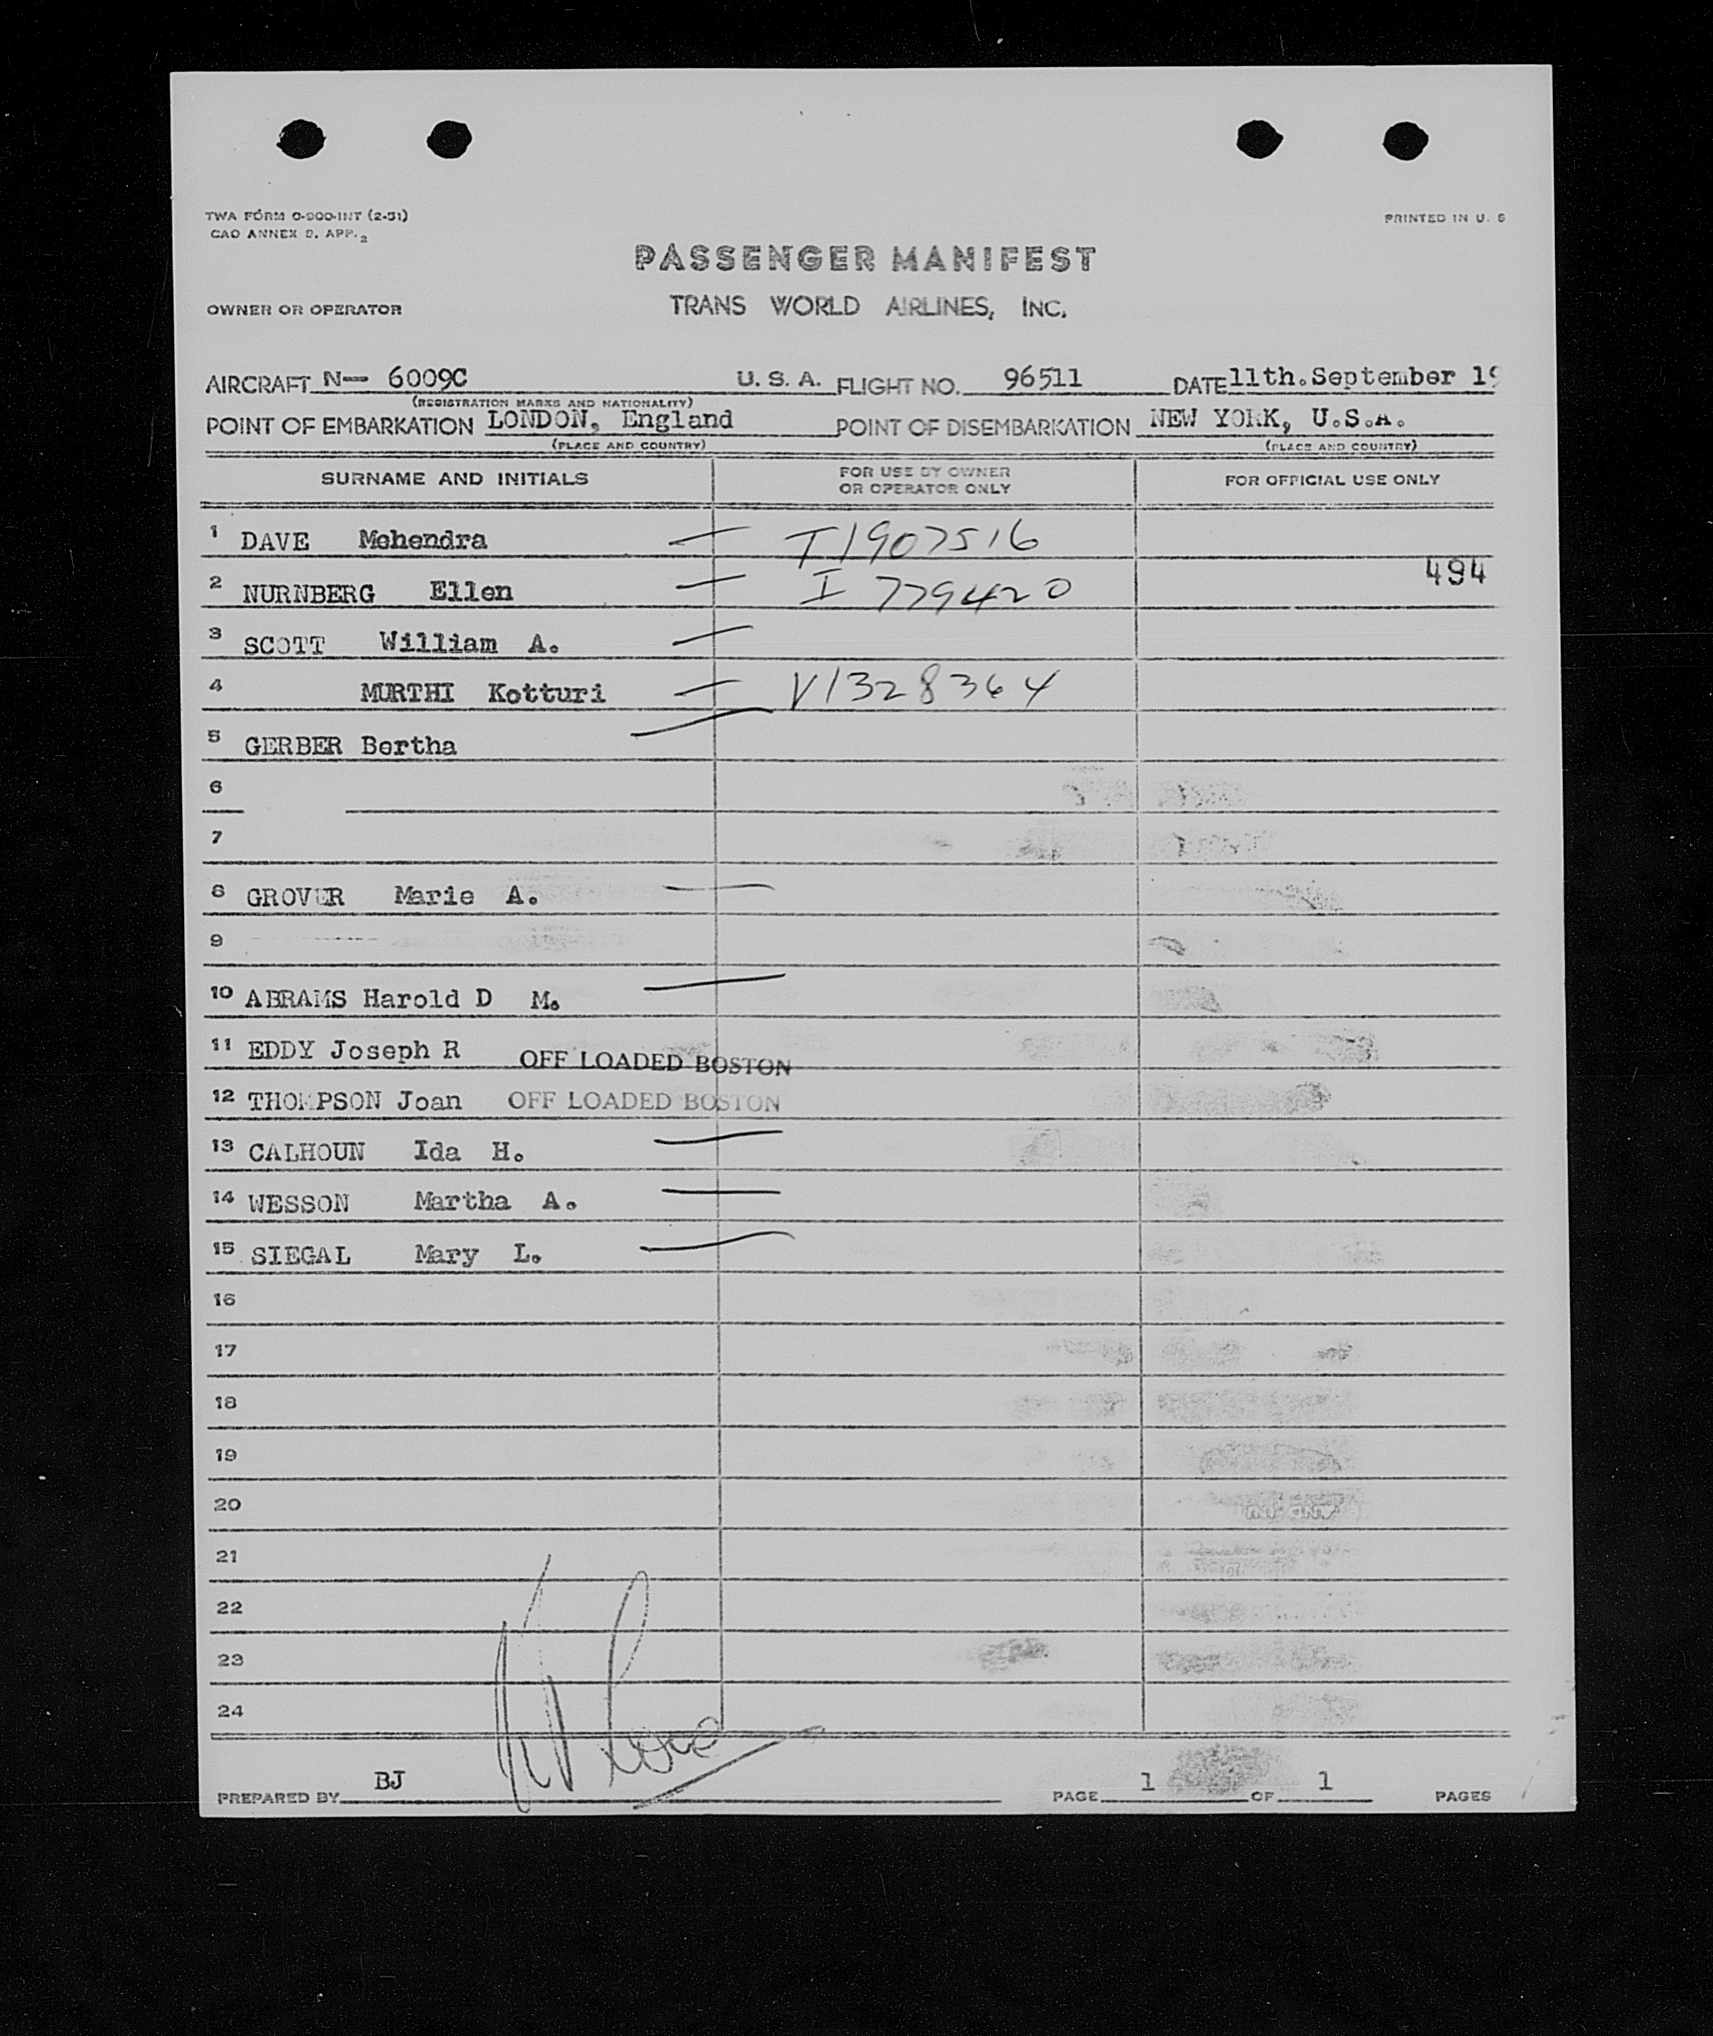 TWA FORM O-900-INT (2-51)
PRINTED IN U. S
CAO ANNEX 9. APP. 2
PASSENGER MANIFEST
OWNER OR OPERATOR TRANS WORLD AIRLINES, INC.
AIRCRAFT N-- 6009C U. S. A. FLIGHT NO. 96511 DATE 11th.September 19
(REGISTRATION MARKS AND NATIONALITY)
POINT OF EMBARKATION LONDON, England POINT OF DISEMBARKATION NEW YORK, U.S.A.
(PLACE AND COUNTRY) (PLACE AND COUNTRY)
SURNAME AND INITIALS FOR USE BY OWNER OR OPERATOR ONLY FOR OFFICIAL USE ONLY
1 DAVE Mehendra — I1907516
494
2 NURNBERG Ellen — I 779420
3 SCOTT William A. —
4 MURTHI Kotturi — V1328364
5 GERBER Bertha —
6
7
8 GROVER Marie A. —
9
10 ABRAMS Harold D M. —
11 EDDY Joseph R OFF LOADED BOSTON
12 THOMPSON Joan OFF LOADED BOSTON
13 CALHOUN Ida H. —
14 WESSON Martha A. —
15 SIEGAL Mary L. —
16
17
18
19
20
21
22
23
24
PREPARED BY BJ PAGE 1 OF 1 PAGES